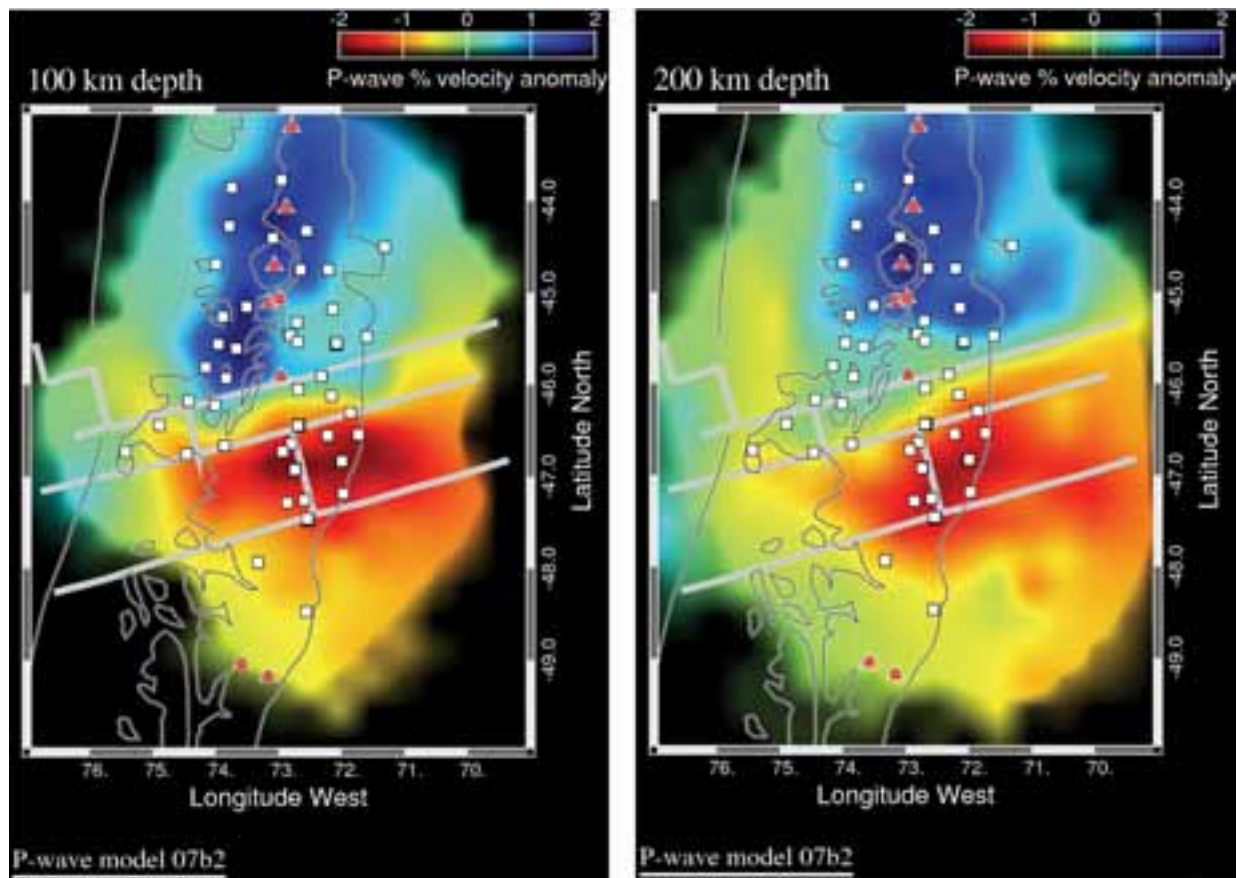 -2 -1 0 1 2
P-wave % velocity anomaly
100 km depth
-44.0
-45.0
-46.0
-47.0
-48.0
-49.0
Latitude North
76. 75. 74. 73. 72. 71. 70.
Longitude West
P-wave model 07b2
-2 -1 0 1 2
P-wave % velocity anomaly
200 km depth
-44.0
-45.0
-46.0
-47.0
-48.0
-49.0
Latitude North
76. 75. 74. 73. 72. 71. 70.
Longitude West
P-wave model 07b2